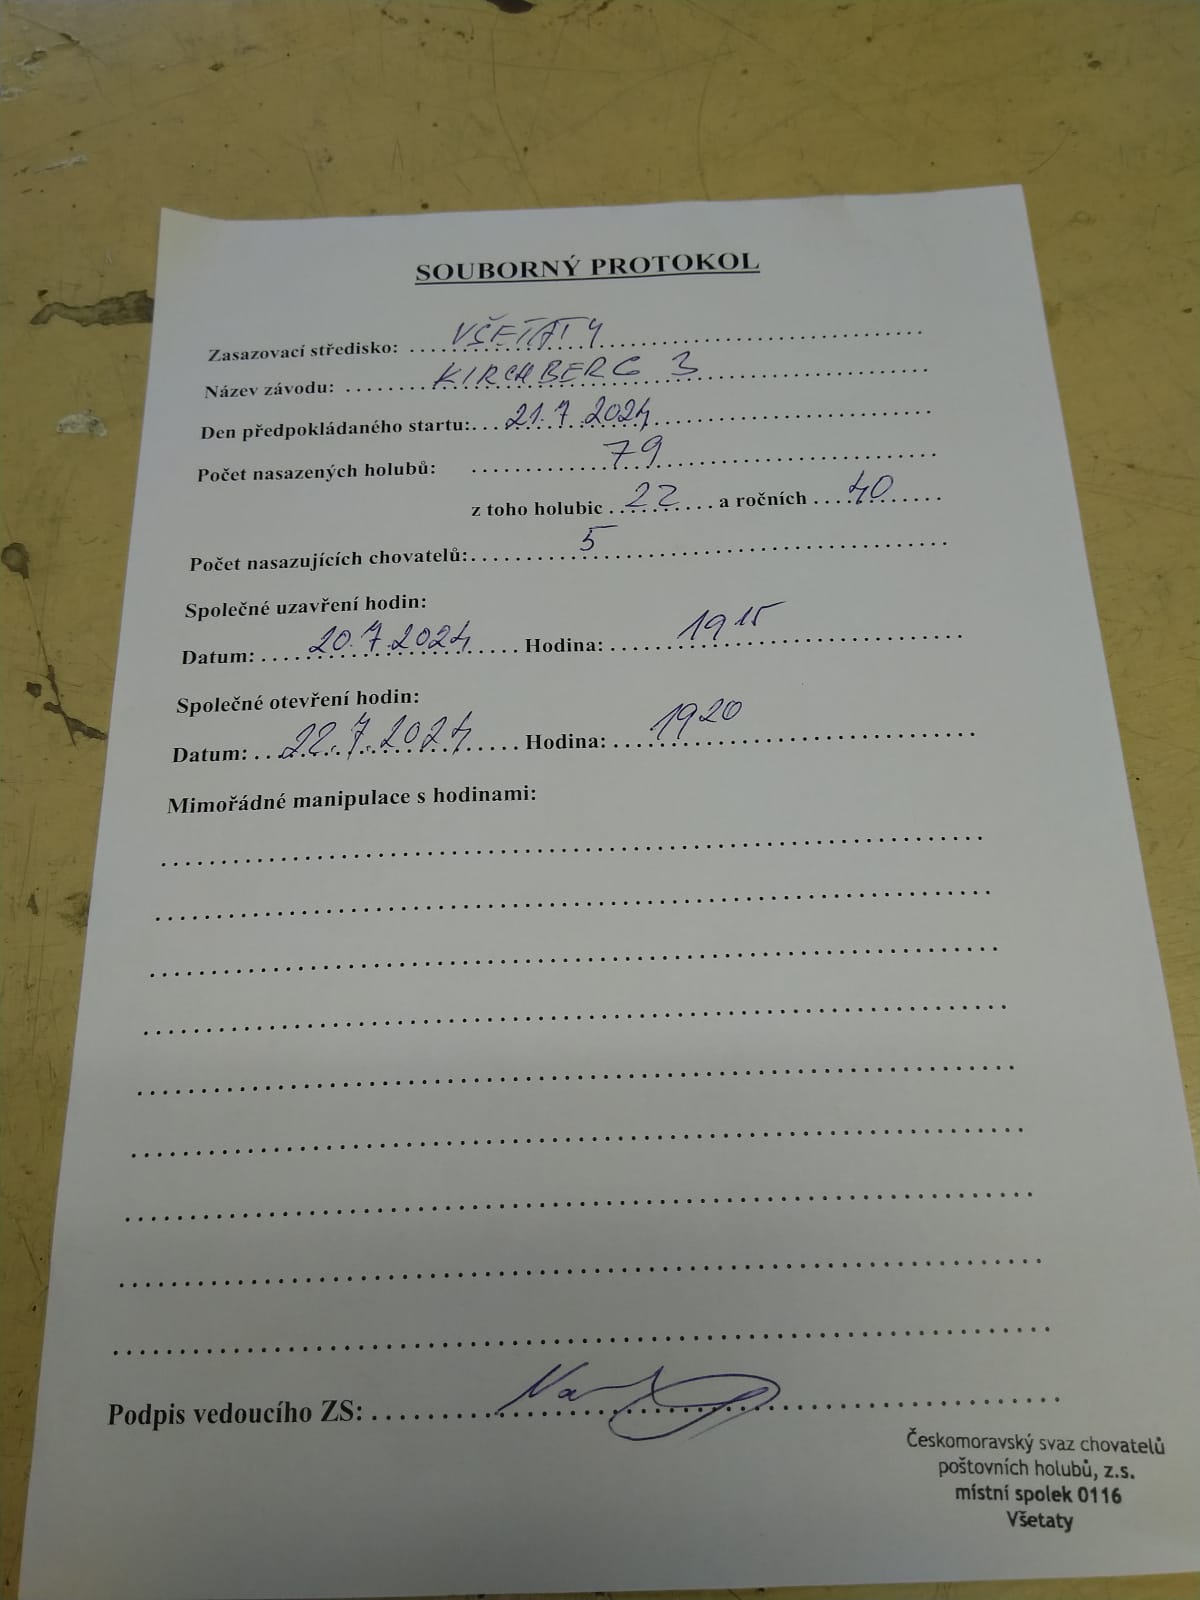 SOUBORNÝ PROTOKOL
Zasazovací středisko: VŠETATY
Název závodu: KIRCHBERG 3
Den předpokládaného startu: 21.7.2024
Počet nasazených holubů: 79
z toho holubic 22 a ročních 40
Počet nasazujících chovatelů: 5
Společné uzavření hodin:
Datum: 20.7.2024 Hodina: 19 15
Společné otevření hodin:
Datum: 22.7.2024 Hodina: 19 20
Mimořádné manipulace s hodinami:
Podpis vedoucího ZS:
Českomoravský svaz chovatelů
poštovních holubů, z.s.
místní spolek 0116
Všetaty